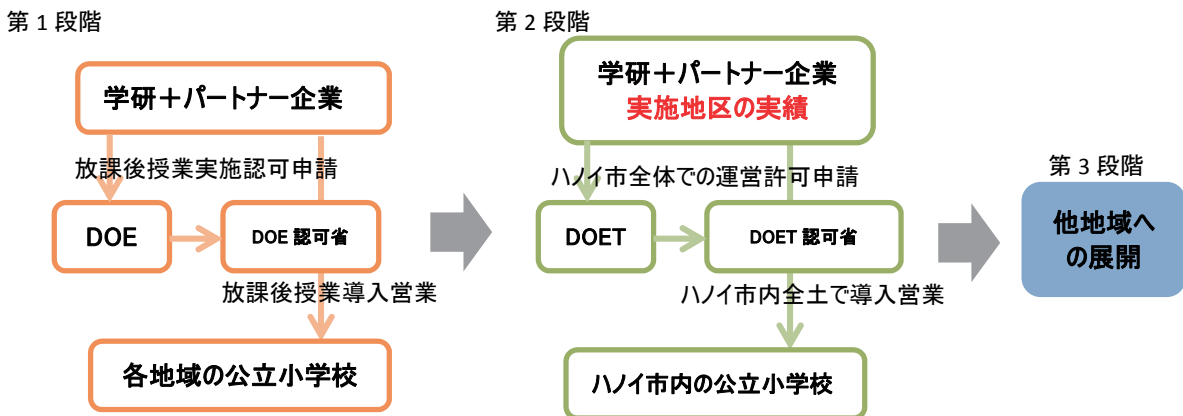 第1段階
学研＋パートナー企業
放課後授業実施認可申請
DOE
DOE 認可省
放課後授業導入営業
各地域の公立小学校
第2段階
学研＋パートナー企業
実施地区の実績
ハノイ市全体での運営許可申請
DOET
DOET 認可省
ハノイ市内全土で導入営業
ハノイ市内の公立小学校
第3段階
他地域へ
の展開